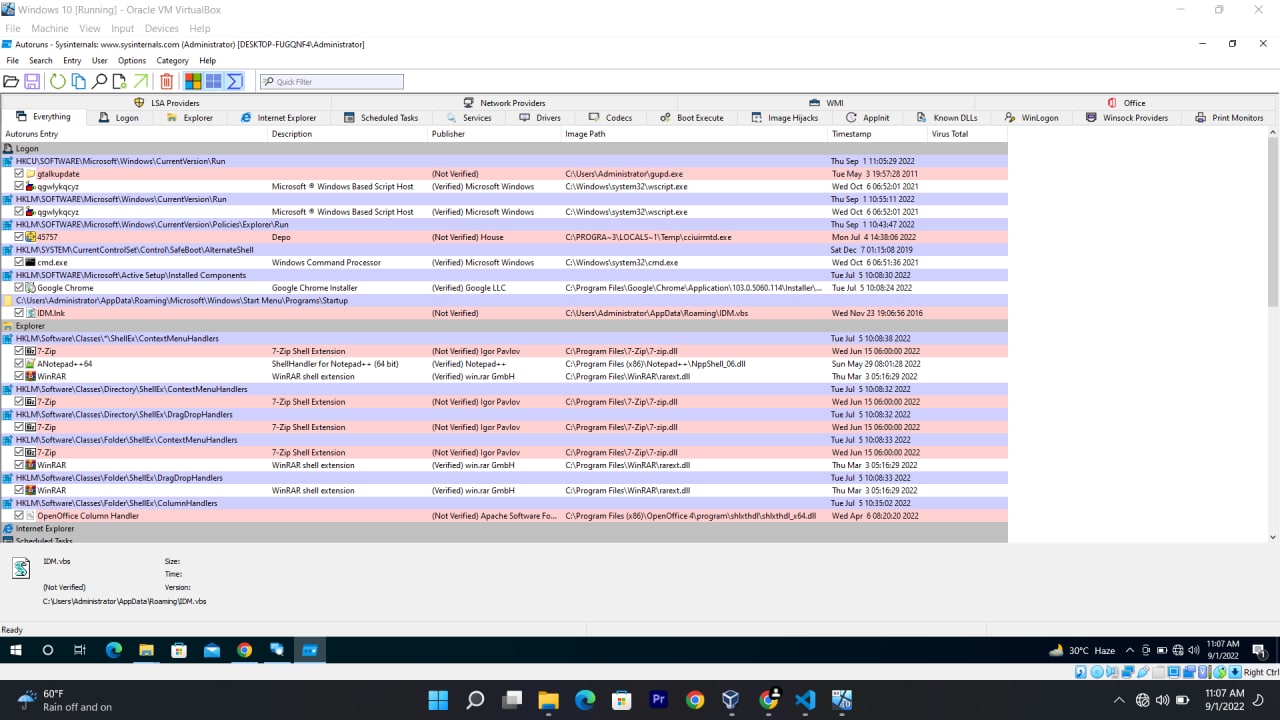 Windows 10 [Running] - Oracle VM VirtualBox
File Machine View Input Devices Help
Autoruns - Sysinternals: www.sysinternals.com (Administrator) [DESKTOP-FUGQNF4\Administrator]
File Search Entry User Options Category Help
Quick Filter
LSA Providers Network Providers WMI Office
Everything Logon Explorer Internet Explorer Scheduled Tasks Services Drivers Codecs Boot Execute Image Hijacks AppInit Known DLLs WinLogon Winsock Providers Print Monitors
Autoruns Entry Description Publisher Image Path Timestamp Virus Total
Logon
HKCU\SOFTWARE\Microsoft\Windows\CurrentVersion\Run Thu Sep 1 11:05:29 2022
gtalkupdate (Not Verified) C:\Users\Administrator\gupd.exe Tue May 3 19:57:28 2011
qgwlykqcyz Microsoft ® Windows Based Script Host (Verified) Microsoft Windows C:\Windows\system32\wscript.exe Wed Oct 6 06:52:01 2021
HKLM\SOFTWARE\Microsoft\Windows\CurrentVersion\Run Thu Sep 1 10:55:11 2022
qgwlykqcyz Microsoft ® Windows Based Script Host (Verified) Microsoft Windows C:\Windows\system32\wscript.exe Wed Oct 6 06:52:01 2021
HKLM\SOFTWARE\Microsoft\Windows\CurrentVersion\Policies\Explorer\Run Thu Sep 1 10:43:47 2022
45757 Depo (Not Verified) House C:\PROGRA~3\LOCALS~1\Temp\cciuirmtd.exe Mon Jul 4 14:38:06 2022
HKLM\SYSTEM\CurrentControlSet\Control\SafeBoot\AlternateShell Sat Dec 7 01:15:08 2019
cmd.exe Windows Command Processor (Verified) Microsoft Windows C:\Windows\system32\cmd.exe Wed Oct 6 06:51:36 2021
HKLM\SOFTWARE\Microsoft\Active Setup\Installed Components Tue Jul 5 10:08:30 2022
Google Chrome Google Chrome Installer (Verified) Google LLC C:\Program Files\Google\Chrome\Application\103.0.5060.114\Installer\... Tue Jul 5 10:08:24 2022
C:\Users\Administrator\AppData\Roaming\Microsoft\Windows\Start Menu\Programs\Startup
IDM.lnk (Not Verified) C:\Users\Administrator\AppData\Roaming\IDM.vbs Wed Nov 23 19:06:56 2016
Explorer
HKLM\Software\Classes\*\ShellEx\ContextMenuHandlers Tue Jul 5 10:08:38 2022
7-Zip 7-Zip Shell Extension (Not Verified) Igor Pavlov C:\Program Files\7-Zip\7-zip.dll Wed Jun 15 06:00:00 2022
ANotepad++64 ShellHandler for Notepad++ (64 bit) (Verified) Notepad++ C:\Program Files (x86)\Notepad++\NppShell_06.dll Sun May 29 08:01:28 2022
WinRAR WinRAR shell extension (Verified) win.rar GmbH C:\Program Files\WinRAR\rarext.dll Thu Mar 3 05:16:29 2022
HKLM\Software\Classes\Directory\ShellEx\ContextMenuHandlers Tue Jul 5 10:08:32 2022
7-Zip 7-Zip Shell Extension (Not Verified) Igor Pavlov C:\Program Files\7-Zip\7-zip.dll Wed Jun 15 06:00:00 2022
HKLM\Software\Classes\Directory\ShellEx\DragDropHandlers Tue Jul 5 10:08:32 2022
7-Zip 7-Zip Shell Extension (Not Verified) Igor Pavlov C:\Program Files\7-Zip\7-zip.dll Wed Jun 15 06:00:00 2022
HKLM\Software\Classes\Folder\ShellEx\ContextMenuHandlers Tue Jul 5 10:08:33 2022
7-Zip 7-Zip Shell Extension (Not Verified) Igor Pavlov C:\Program Files\7-Zip\7-zip.dll Wed Jun 15 06:00:00 2022
WinRAR WinRAR shell extension (Verified) win.rar GmbH C:\Program Files\WinRAR\rarext.dll Thu Mar 3 05:16:29 2022
HKLM\Software\Classes\Folder\ShellEx\DragDropHandlers Tue Jul 5 10:08:33 2022
WinRAR WinRAR shell extension (Verified) win.rar GmbH C:\Program Files\WinRAR\rarext.dll Thu Mar 3 05:16:29 2022
HKLM\Software\Classes\Folder\ShellEx\ColumnHandlers Tue Jul 5 10:35:02 2022
OpenOffice Column Handler (Not Verified) Apache Software Fo... C:\Program Files (x86)\OpenOffice 4\program\shlxthdl\shlxthdl_x64.dll Wed Apr 6 08:20:20 2022
Internet Explorer
Scheduled Tasks
IDM.vbs Size:
Time:
(Not Verified) Version:
C:\Users\Administrator\AppData\Roaming\IDM.vbs
Ready
30°C Haze 11:07 AM
9/1/2022
1
Right Ctrl
60°F
Rain off and on
Pr
11:07 AM
9/1/2022